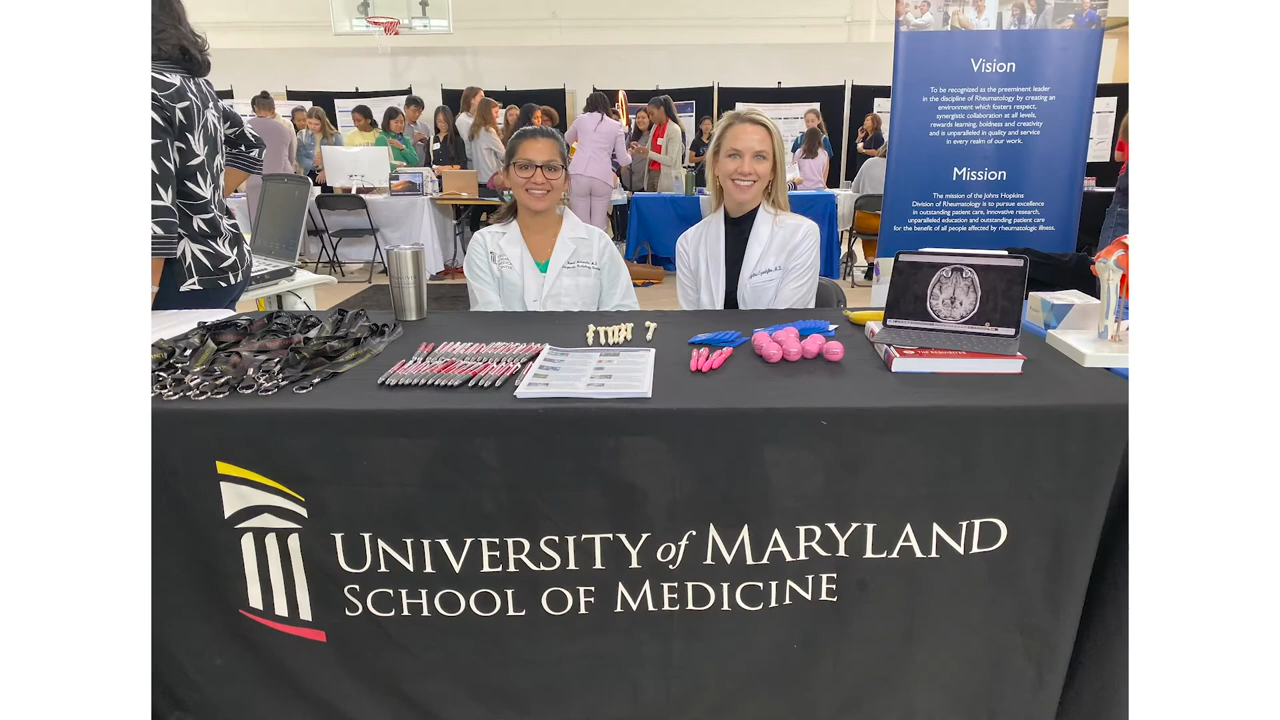 Vision
To be recognized as the preeminent leader
in the discipline of Rheumatology by creating an
environment which fosters respect,
synergistic collaboration at all levels,
rewards learning, boldness and creativity
and is unparalleled in quality and service
in every realm of our work.
Mission
The mission of the Johns Hopkins
Division of Rheumatology is to pursue excellence
in outstanding patient care, innovative research,
unparalleled education and outstanding patient care
for the benefit of all people affected by rheumatologic illness.
UNIVERSITY of MARYLAND
SCHOOL OF MEDICINE